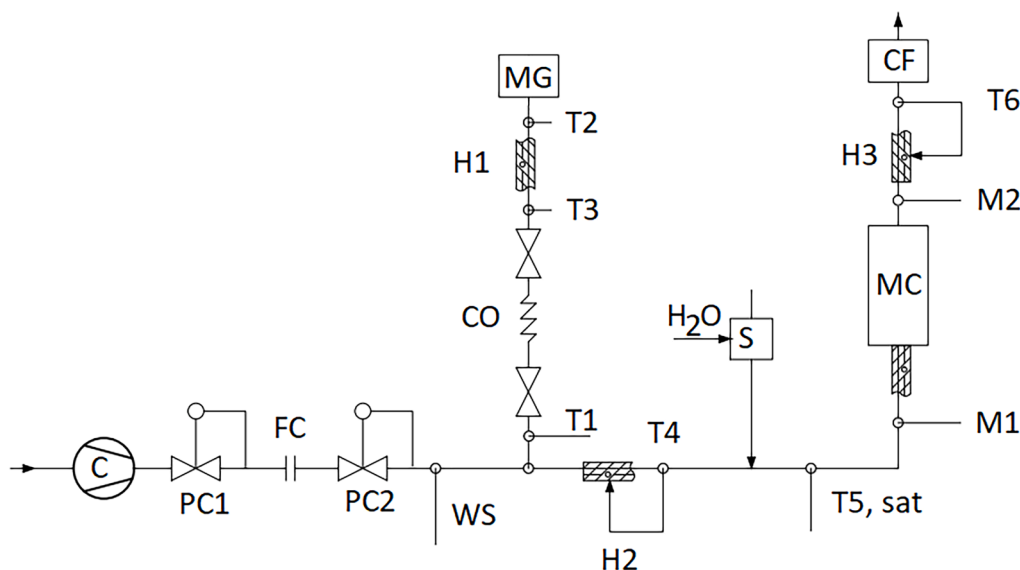 MG
CF
T2
T6
H1
H3
T3
M2
MC
CO
H₂O
S
T1
M1
FC
T4
C
PC1
PC2
WS
T5, sat
H2